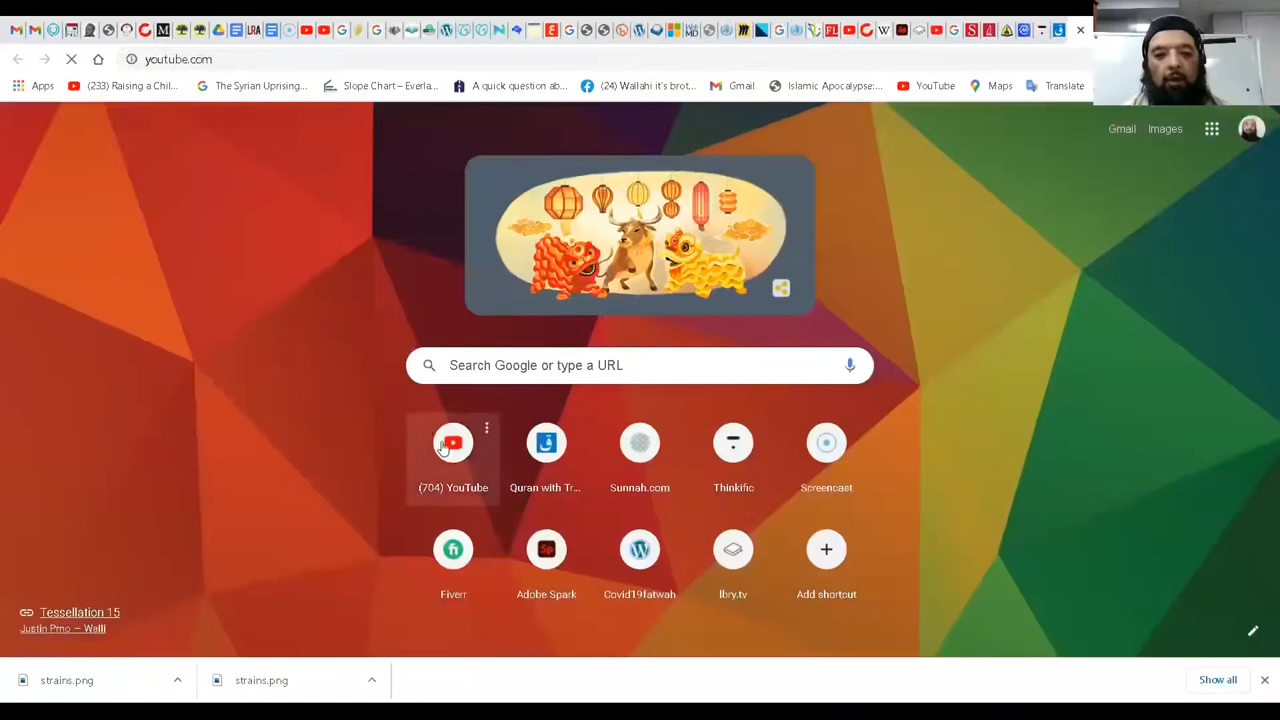 LRA
youtube.com
Apps
(233) Raising a Chil...
The Syrian Uprising...
Slope Chart – Everla...
A quick question ab...
(24) Wallahi it's brot...
Gmail
Islamic Apocalypse:...
YouTube
Maps
Translate
Gmail
Images
Search Google or type a URL
(704) YouTube
Quran with Tr...
Sunnah.com
Thinkific
Screencast
Fiverr
Adobe Spark
Covid19fatwah
lbry.tv
Add shortcut
Tessellation 15
Justin Prno — Walli
strains.png
strains.png
Show all